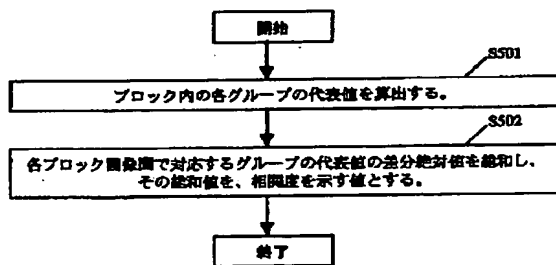 開始
S501
ブロック内の各グループの代表値を算出する。
S502
各ブロック画像間で対応するグループの代表値の差分絶対値を総和し、
その総和値を、相関度を示す値とする。
終了